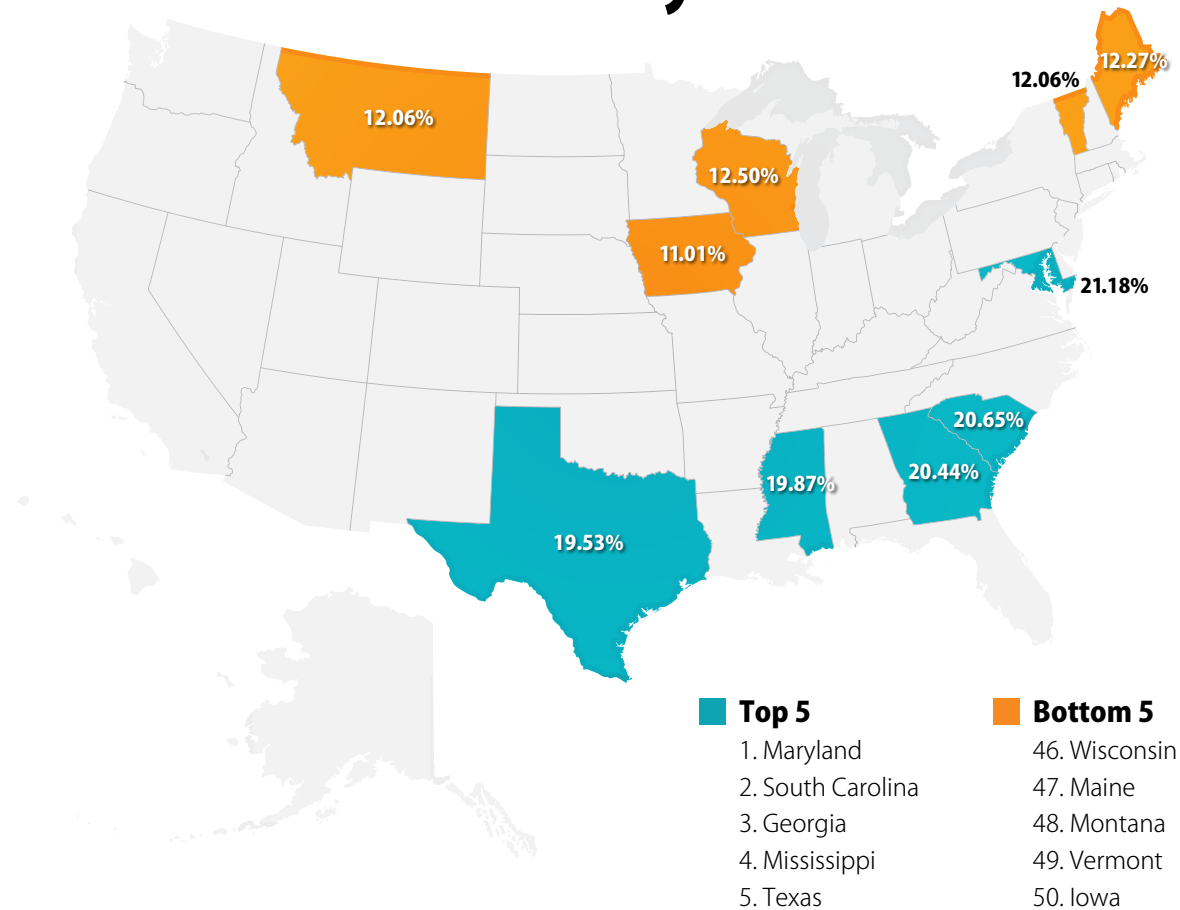 12.27%
12.06%
12.06%
12.50%
11.01%
21.18%
20.65%
20.44%
19.87%
19.53%
Top 5
1. Maryland
2. South Carolina
3. Georgia
4. Mississippi
5. Texas
Bottom 5
46. Wisconsin
47. Maine
48. Montana
49. Vermont
50. Iowa